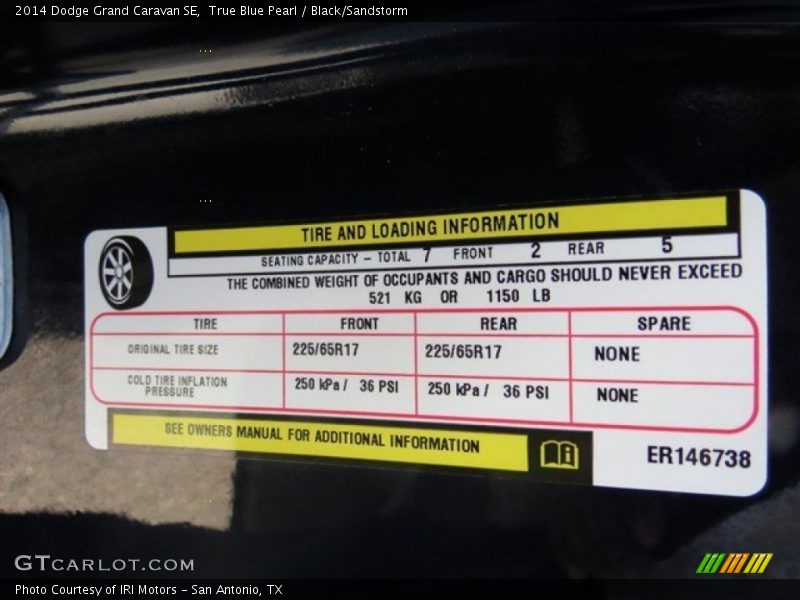 2014 Dodge Grand Caravan SE,  True Blue Pearl / Black/Sandstorm
TIRE AND LOADING INFORMATION
SEATING CAPACITY – TOTAL 7 FRONT 2 REAR 5
THE COMBINED WEIGHT OF OCCUPANTS AND CARGO SHOULD NEVER EXCEED
521 KG OR 1150 LB
TIRE FRONT REAR SPARE
ORIGINAL TIRE SIZE 225/65R17 225/65R17 NONE
COLD TIRE INFLATION PRESSURE 250 kPa / 36 PSI 250 kPa / 36 PSI NONE
SEE OWNERS MANUAL FOR ADDITIONAL INFORMATION
ER146738
GTCARLOT.COM
Photo Courtesy of IRI Motors – San Antonio, TX